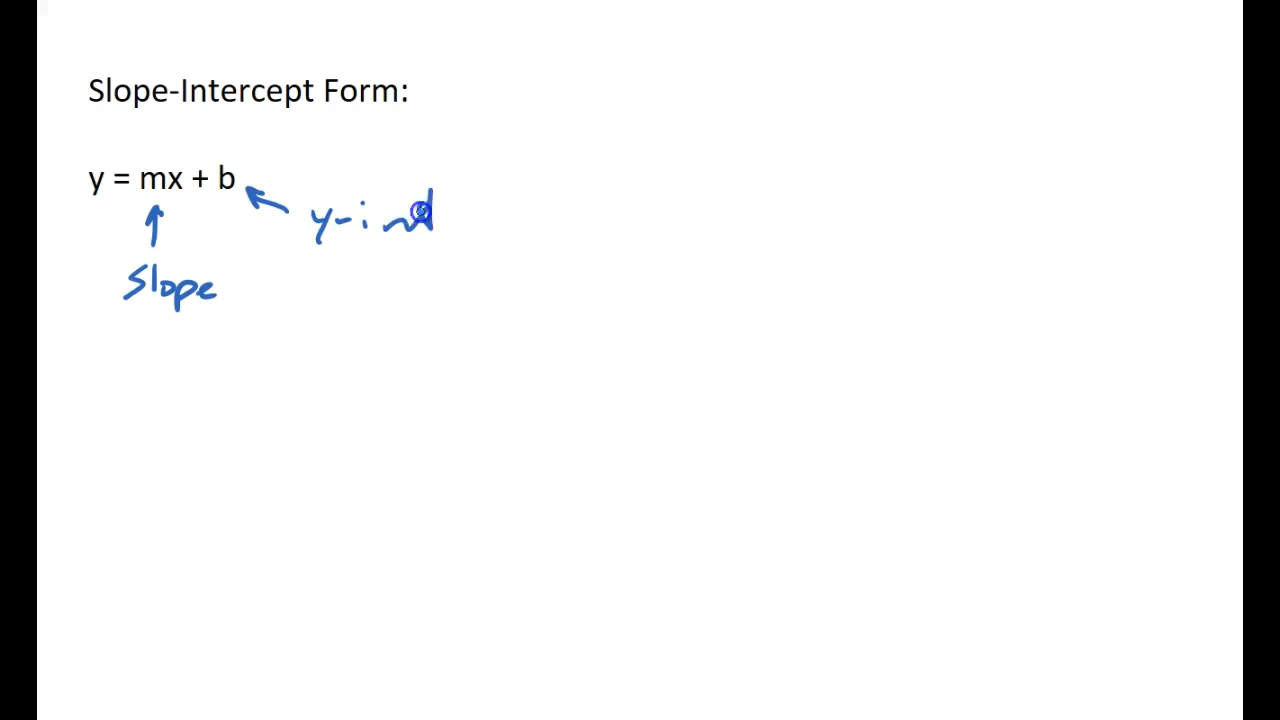 Slope-Intercept Form:
y = mx + b
y-int
Slope